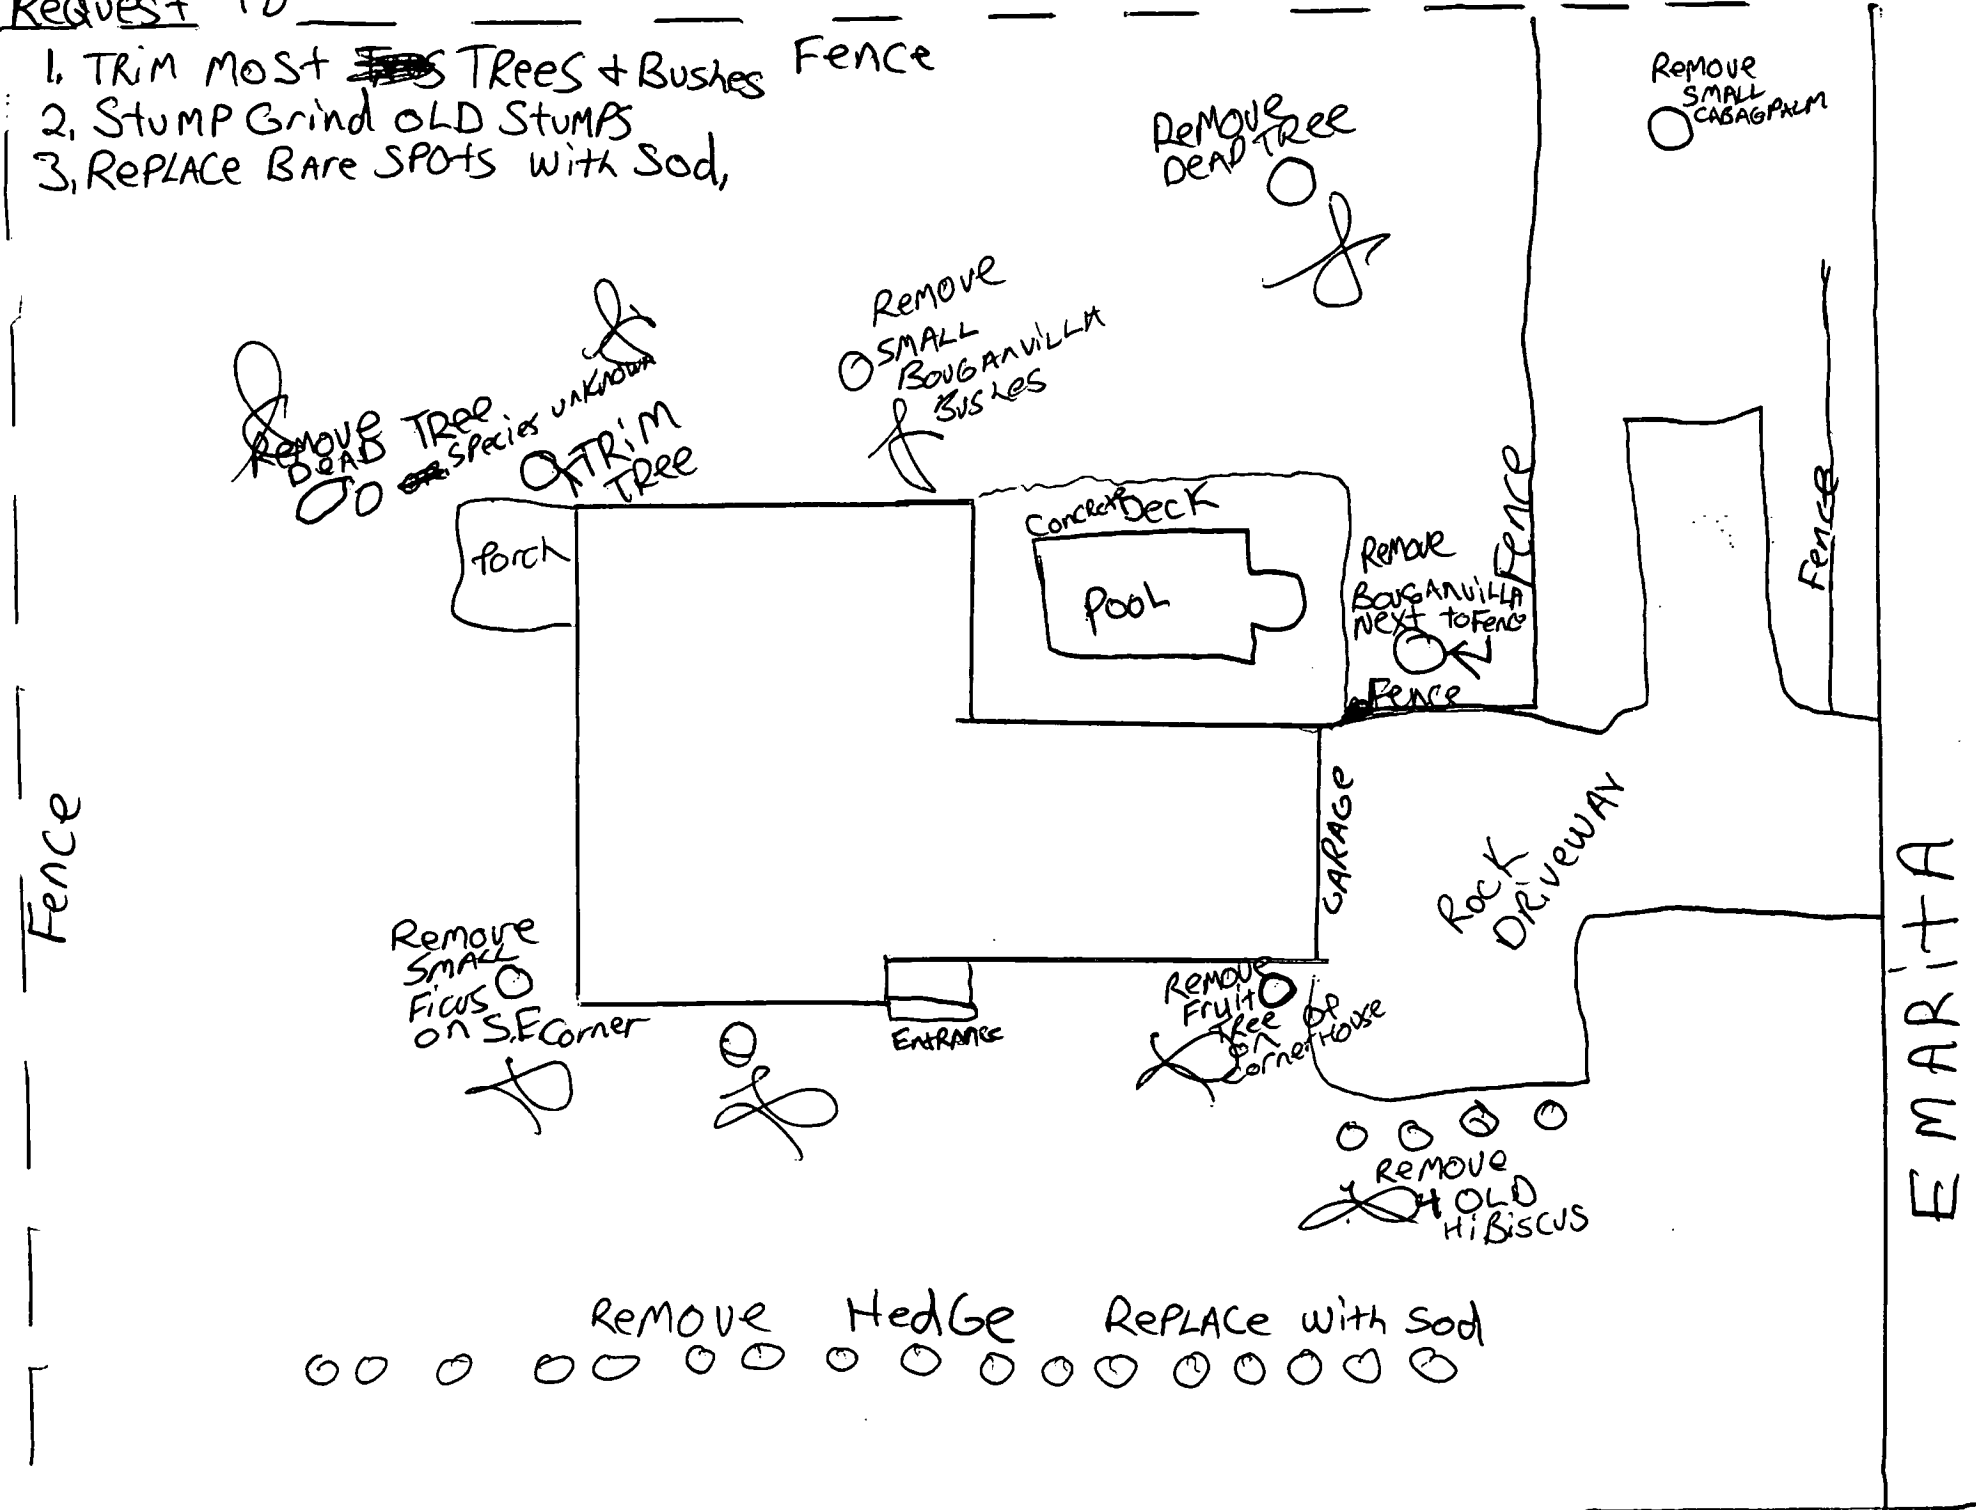 Request TO
1. TRIM MOST TREES + BUSHES
2. STUMP GRIND OLD STUMPS
3. REPLACE BARE SPOTS WITH SOD,
Fence
REMOVE
SMALL
CABAGPALM
REMOVE
DEAD TREE
REMOVE
SMALL
BOUGANVILLA
BUSHES
REMOVE TREE
DEAD
SPECIES UNKNOWN
TRIM
TREE
Porch
Concrete Deck
POOL
Fence
Fence
Remove
BOUGANVILLA
NEXT TO FENC
Fence
Fence
GARAGE
ROCK
DRIVEWAY
EMARITA
Remove
SMALL
Ficus
on S.E Corner
ENTRANCE
REMOVE
Fruit
TREE
ON
Corner OF
HOUSE
REMOVE
4 OLD
HIBISCUS
REMOVE HEDGE REPLACE WITH SOD